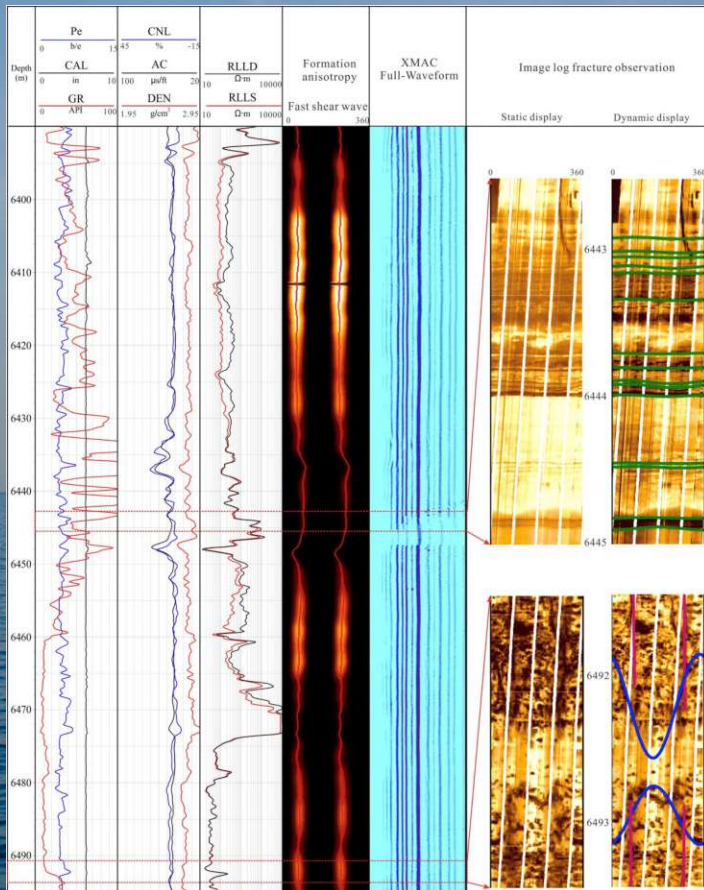 Depth
(m)
Pe
0 b/e 15
CAL
0 in 10
GR
0 API 100
CNL
45 % -15
AC
100 μs/ft 20
DEN
1.95 g/cm³ 2.95
RLLD
10 Ω·m 10000
RLLS
10 Ω·m 10000
Formation
anisotropy
Fast shear wave
0 360
XMAC
Full-Waveform
Image log fracture observation
Static display
Dynamic display
0 360
0 360
6400
6410
6420
6430
6440
6450
6460
6470
6480
6490
6443
6444
6445
6492
6493